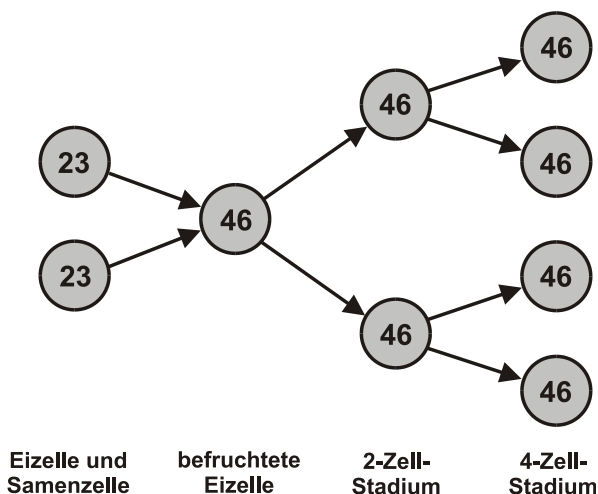 46
46
46
23
46
46
23
46
46
46
Eizelle und
Samenzelle
befruchtete
Eizelle
2-Zell-
Stadium
4-Zell-
Stadium